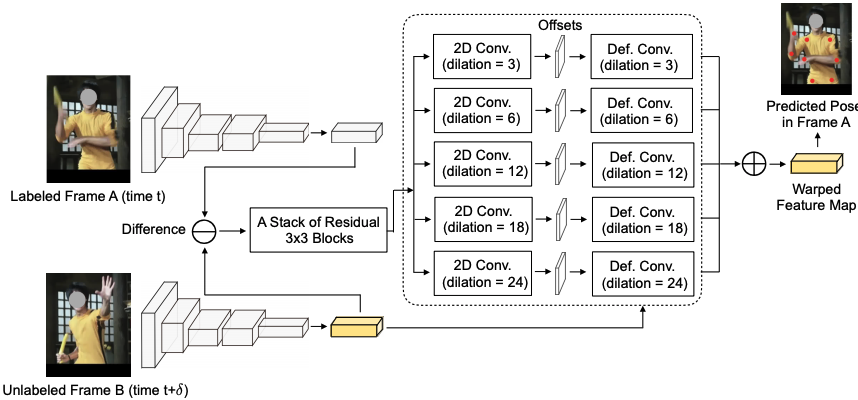 Offsets
2D Conv.
(dilation = 3)
Def. Conv.
(dilation = 3)
2D Conv.
(dilation = 6)
Def. Conv.
(dilation = 6)
2D Conv.
(dilation = 12)
Def. Conv.
(dilation = 12)
2D Conv.
(dilation = 18)
Def. Conv.
(dilation = 18)
2D Conv.
(dilation = 24)
Def. Conv.
(dilation = 24)
Labeled Frame A (time t)
Difference
A Stack of Residual
3x3 Blocks
Unlabeled Frame B (time t+δ)
Predicted Pose
in Frame A
Warped
Feature Map